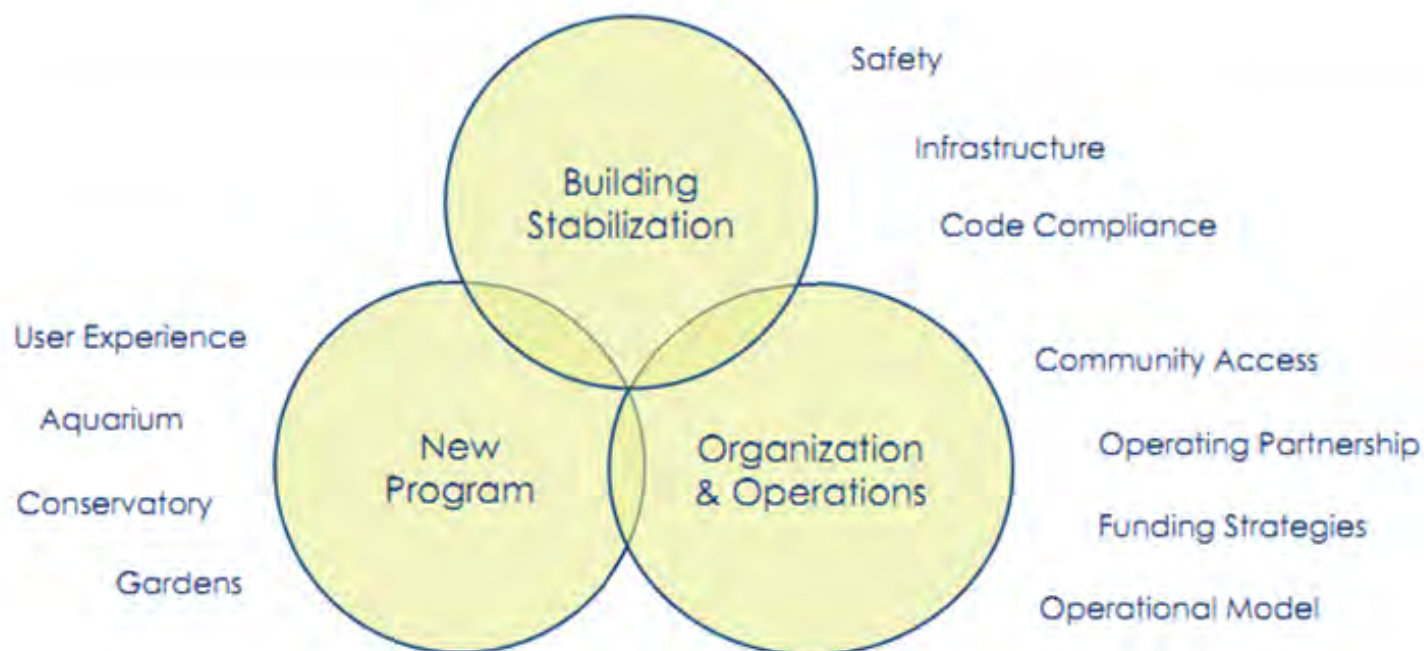 Safety
Infrastructure
Code Compliance
Building
Stabilization
User Experience
Aquarium
Conservatory
Gardens
New
Program
Organization
& Operations
Community Access
Operating Partnership
Funding Strategies
Operational Model